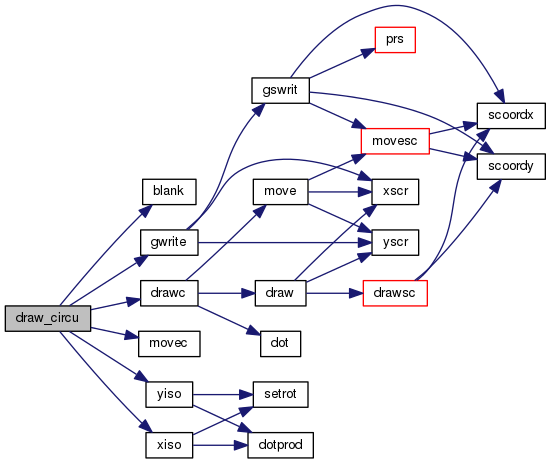 prs
gswrit
scoordx
movesc
scoordy
blank
move
xscr
gwrite
yscr
drawc
draw
drawsc
draw_circu
movec
dot
yiso
setrot
xiso
dotprod